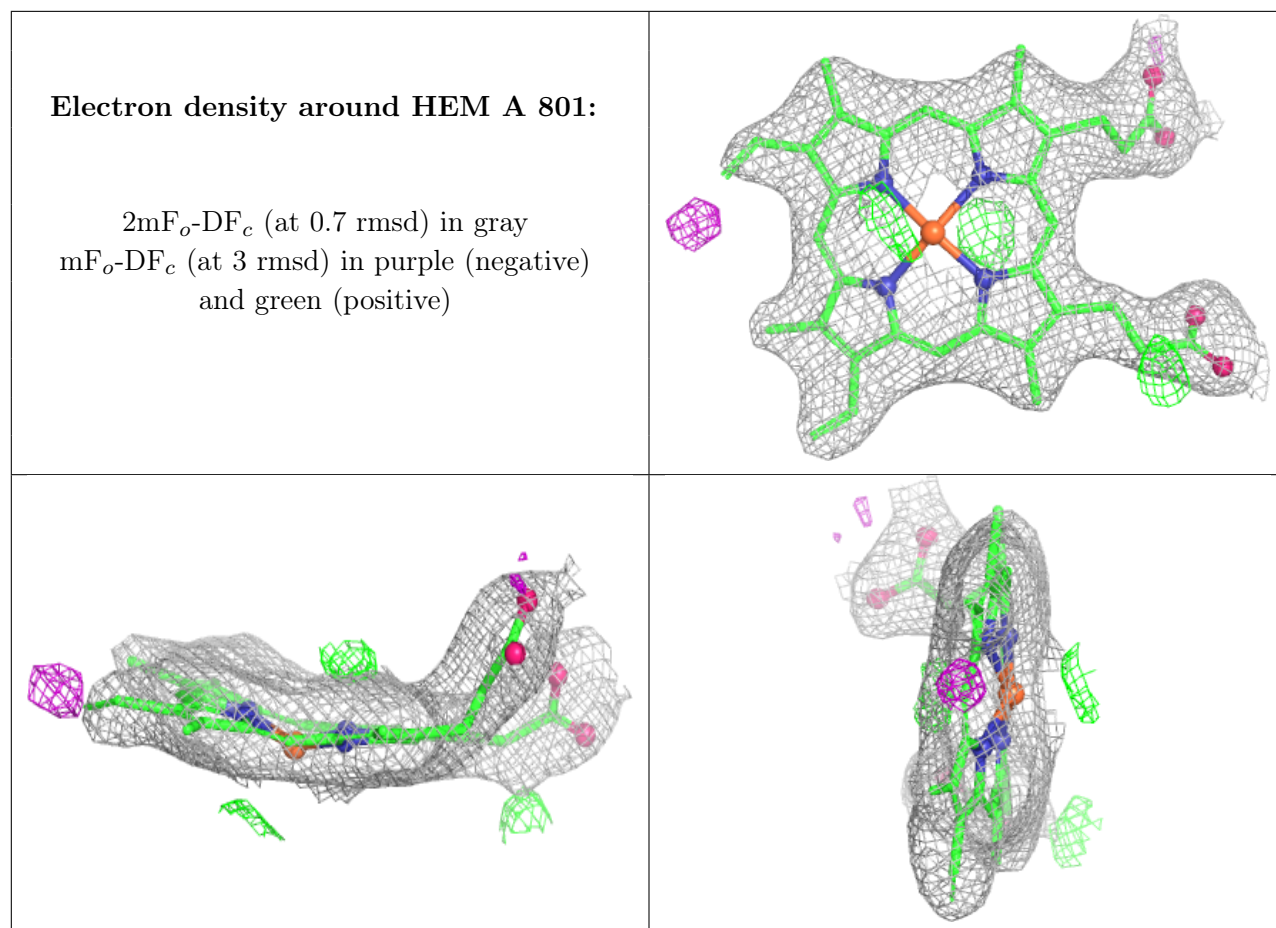 Electron density around HEM A 801:
2mFₒ-DF𝒸 (at 0.7 rmsd) in gray
mFₒ-DF𝒸 (at 3 rmsd) in purple (negative)
and green (positive)